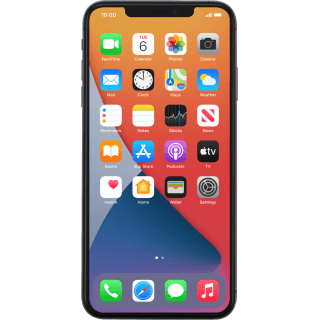 10:00
TUE
6
FaceTime Calendar Photos Camera
Mail Clock Maps Weather
Reminders Notes Stocks News
tv
Books App Store Podcasts TV
Health Home Wallet Settings